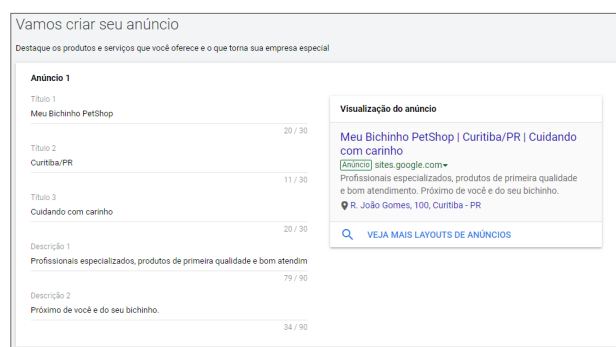 Vamos criar seu anúncio
Destaque os produtos e serviços que você oferece e o que torna sua empresa especial
Anúncio 1
Título 1
Meu Bichinho PetShop
20 / 30
Título 2
Curitiba/PR
11 / 30
Título 3
Cuidando com carinho
20 / 30
Descrição 1
Profissionais especializados, produtos de primeira qualidade e bom atendim
79 / 90
Descrição 2
Próximo de você e do seu bichinho.
34 / 90
Visualização do anúncio
Meu Bichinho PetShop | Curitiba/PR | Cuidando
com carinho
Anúncio sites.google.com
Profissionais especializados, produtos de primeira qualidade
e bom atendimento. Próximo de você e do seu bichinho.
R. João Gomes, 100, Curitiba - PR
VEJA MAIS LAYOUTS DE ANÚNCIOS